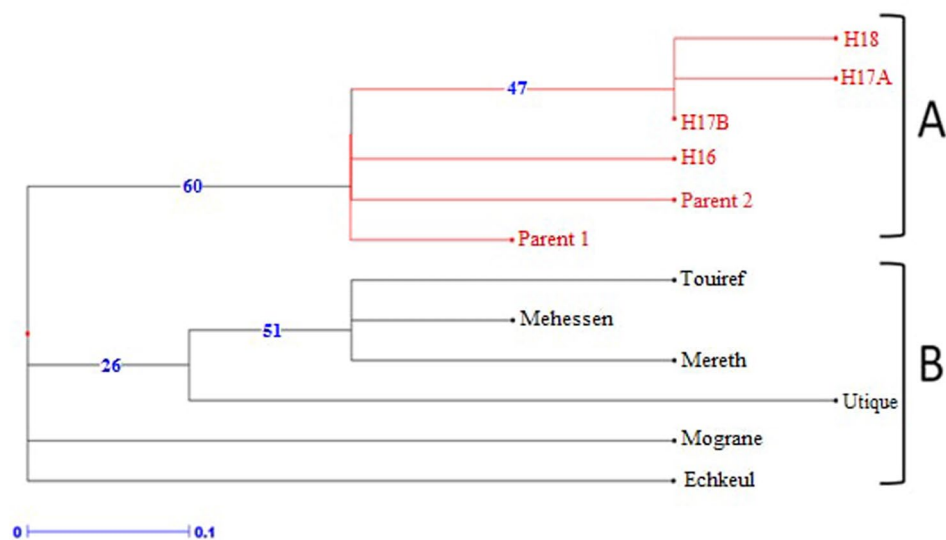 H18
H17A
47
H17B
A
H16
60
Parent 2
Parent 1
Touiref
Mehessen
51
Mereth
26
B
Utique
Mograne
Echkeul
0 0.1